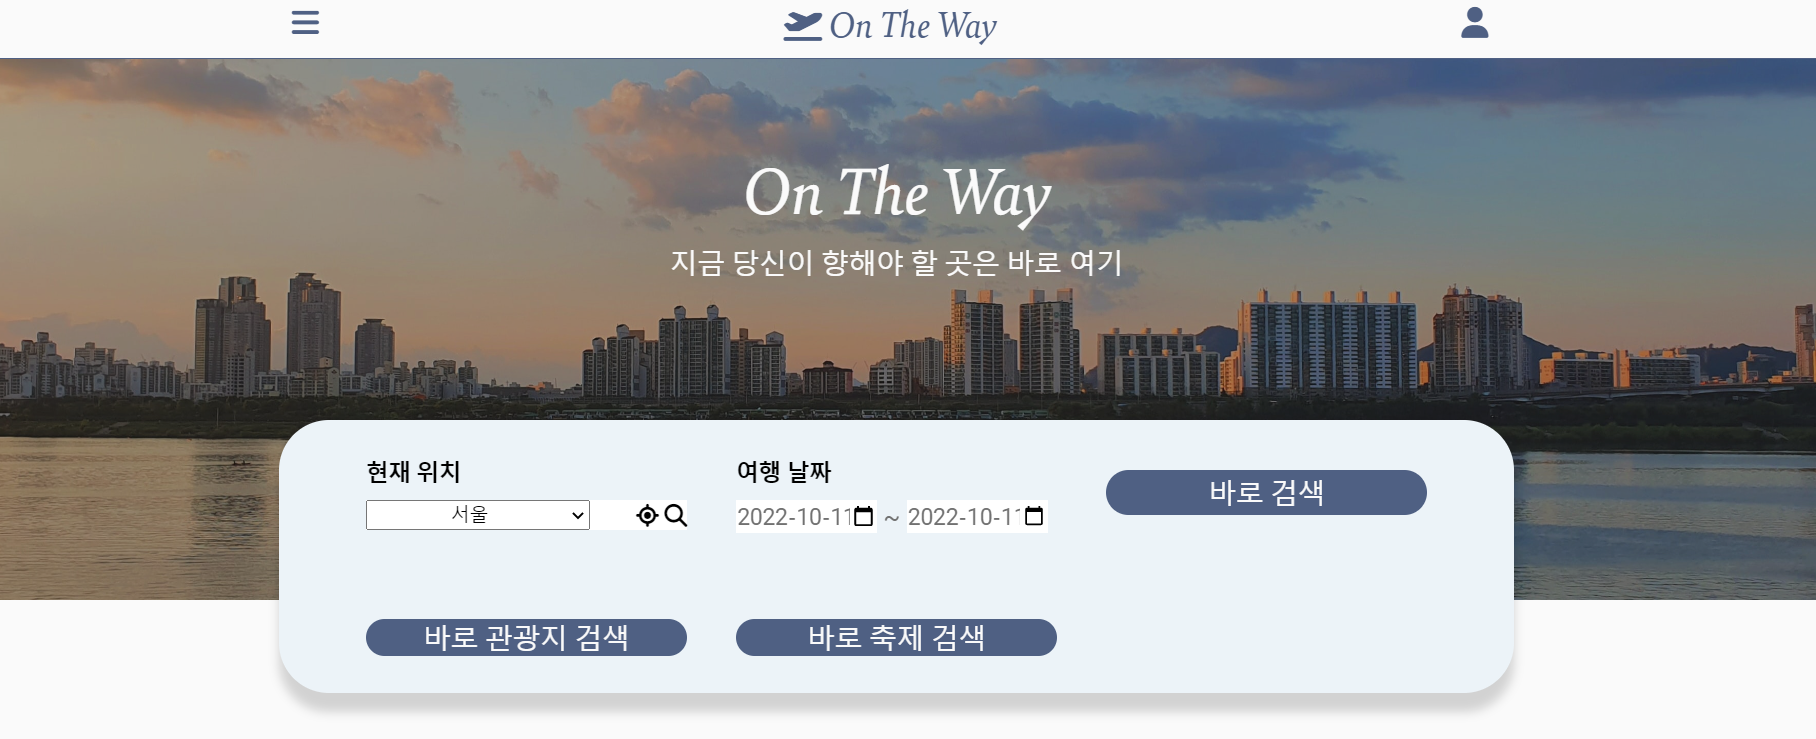 On The Way
On The Way
지금 당신이 향해야 할 곳은 바로 여기
현재 위치
여행 날짜
바로 검색
서울
2022-10-11 ~ 2022-10-1
바로 관광지 검색
바로 축제 검색